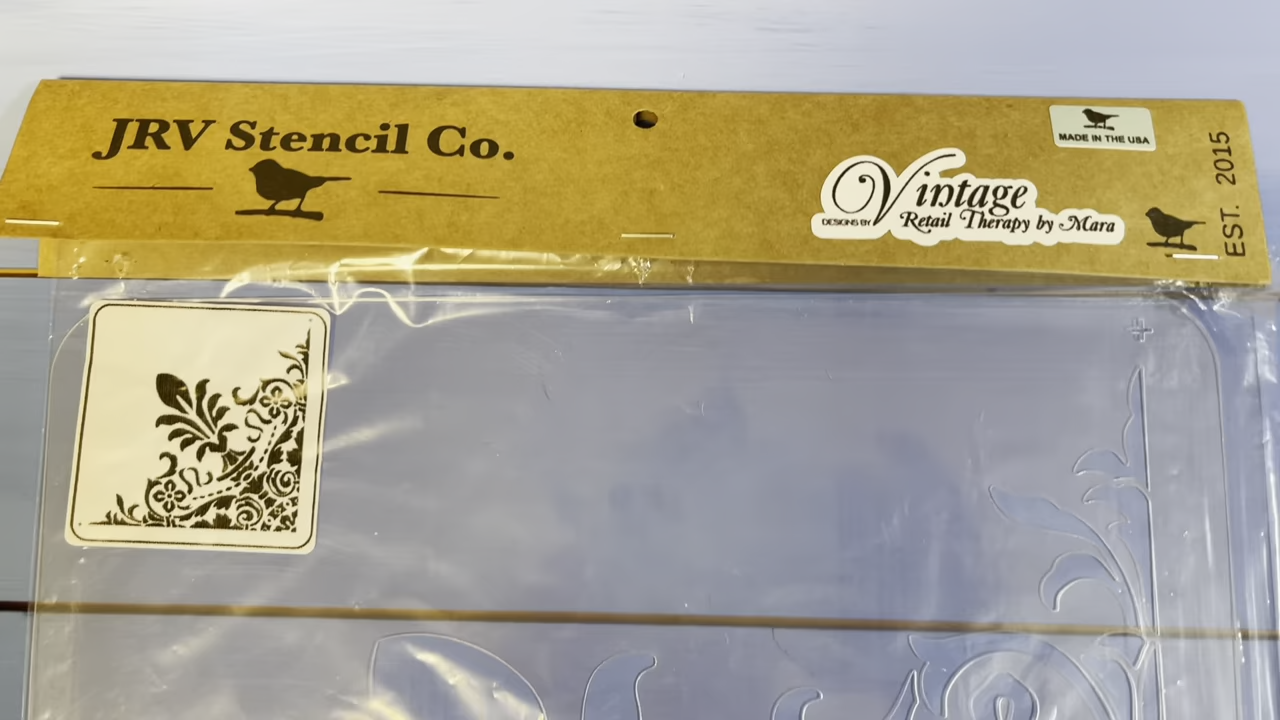 JRV Stencil Co.
MADE IN THE USA
Vintage
DESIGNS BY Retail Therapy by Mara
EST. 2015